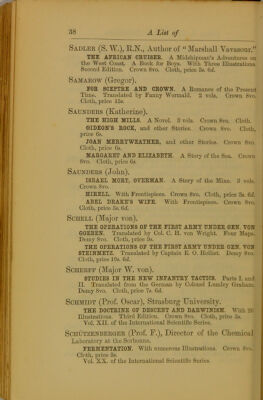 38 A List of
SADLER (S. W.), R.N., Author of "Marshall Vavasour."
THE AFRICAN CRUISER. A Midshipman's Adventures on
the West Coast. A Book for Boys. With Three Illustrations.
Second Edition. Crown 8vo. Cloth, price 3s. 6d.
SAMAROW (Gregor).
FOR SCEPTRE AND CROWN. A Romance of the Present
Time. Translated by Fanny Wormald. 2 vols. Crown 8vo.
Cloth, price 15s.
SAUNDERS (Katherine).
THE HIGH MILLS. A Novel. 3 vols. Crown 8vo. Cloth.
GIDEON'S ROCK, and other Stories. Crown 8vo. Cloth,
price 6s.
JOAN MERRYWEATHER, and other Stories. Crown 8vo.
Cloth, price 6s.
MARGARET AND ELIZABETH. A Story of the Sea. Crown
8vo. Cloth, price 6s.
SAUNDERS (John).
ISRAEL MORT, OVERMAN. A Story of the Mine. 3 vols.
Crown 8vo.
HIRELL. With Frontispiece. Crown 8vo. Cloth, price 3s. 6d.
ABEL DRAKE'S WIFE. With Frontispiece. Crown 8vo.
Cloth, price 3s. 6d.
SCHELL (Major von).
THE OPERATIONS OF THE FIRST ARMY UNDER GEN. VON
GOEBEN. Translated by Col. C. H. von Wright. Four Maps.
Demy 8vo. Cloth, price 9s.
THE OPERATIONS OF THE FIRST ARMY UNDER GEN. VON
STEINMETZ. Translated by Captain E. O. Hollist. Demy 8vo.
Cloth, price 10s. 6d.
SCHERFF (Major W. von).
STUDIES IN THE NEW INFANTRY TACTICS. Parts I. and
II. Translated from the German by Colonel Lumley Graham.
Demy 8vo. Cloth, price 7s. 6d.
SCHMIDT (Prof. Oscar), Strasburg University.
THE DOCTRINE OF DESCENT AND DARWINISM. With 26
Illustrations. Third Edition. Crown 8vo. Cloth, price 5s.
Vol. XII. of the International Scientific Series.
SCHÜTZENBERGER (Prof. F.), Director of the Chemical
Laboratory at the Sorbonne.
FERMENTATION. With numerous Illustrations. Crown 8vo.
Cloth, price 5s.
Vol. XX. of the International Scientific Series.